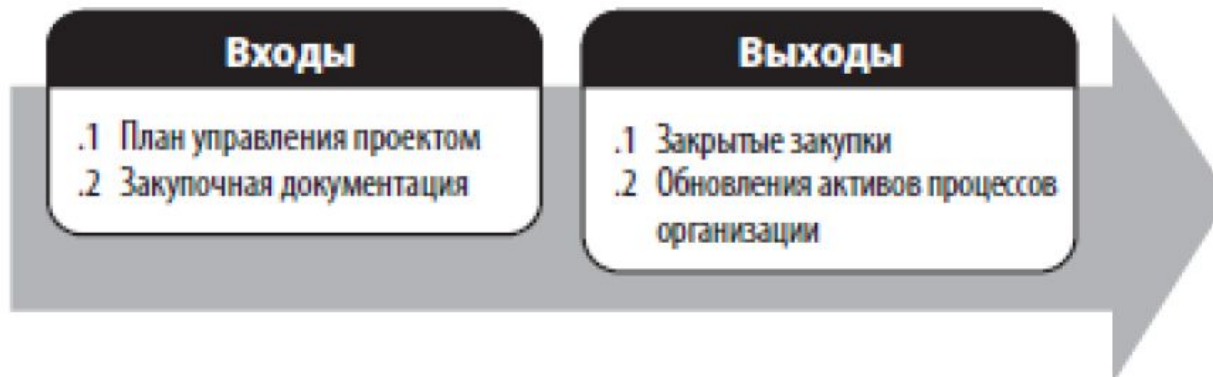 Входы
.1 План управления проектом
.2 Закупочная документация
Выходы
.1 Закрытые закупки
.2 Обновления активов процессов
организации